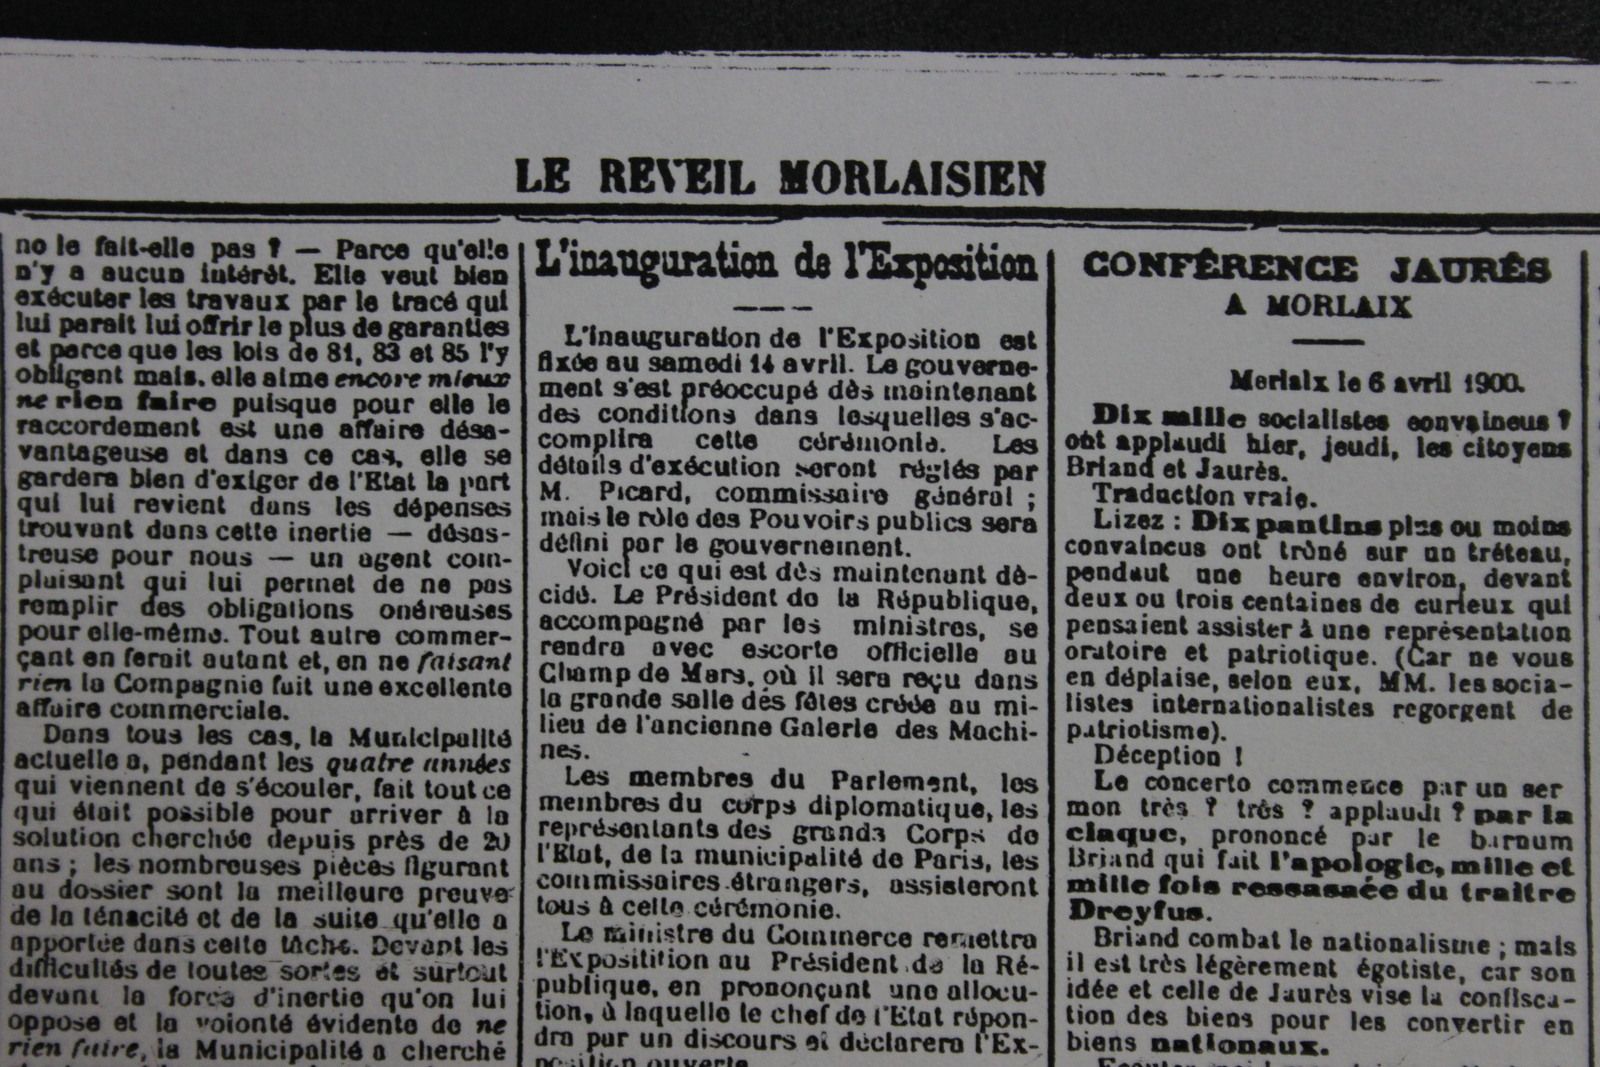 LE REVEIL MORLAISIEN
ne le fait-elle pas ? — Parce qu'elle
n'y a aucun intérêt. Elle veut bien
exécuter les travaux par le tracé qui
lui parait lui offrir le plus de garanties
et parce que les lois de 81, 83 et 85 l'y
obligent mais, elle aime encore mieux
ne rien faire puisque pour elle le
raccordement est une affaire désa-
vantageuse et dans ce cas, elle se
gardera bien d'exiger de l'Etat la part
qui lui revient dans les dépenses
trouvant dans cette inertie — désas-
treuse pour nous — un agent com-
plaisant qui lui permet de ne pas
remplir des obligations onéreuses
pour elle-même. Tout autre commer-
çant en ferait autant et, en ne faisant
rien la Compagnie fait une excellente
affaire commerciale.
Dans tous les cas, la Municipalité
actuelle a, pendant les quatre années
qui viennent de s'écouler, fait tout ce
qui était possible pour arriver à la
solution cherchée depuis près de 20
ans ; les nombreuses pièces figurant
au dossier sont la meilleure preuve
de la ténacité et de la suite qu'elle a
apportée dans cette tâche. Devant les
difficultés de toutes sortes et surtout
devant la force d'inertie qu'on lui
oppose et la volonté évidente de ne
rien faire, la Municipalité a cherché
L'inauguration de l'Exposition
L'inauguration de l'Exposition est
fixée au samedi 14 avril. Le gouverne-
ment s'est préoccupé dès maintenant
des conditions dans lesquelles s'ac-
complira cette cérémonie. Les
détails d'exécution seront réglés par
M. Picard, commissaire général ;
mais le rôle des Pouvoirs publics sera
défini par le gouvernement.
Voici ce qui est dès maintenant dé-
cidé. Le Président de la République,
accompagné par les ministres, se
rendra avec escorte officielle au
Champ de Mars, où il sera reçu dans
la grande salle des fêtes créée au mi-
lieu de l'ancienne Galerie des Machi-
nes.
Les membres du Parlement, les
membres du corps diplomatique, les
représentants des grands Corps de
l'Etat, de la municipalité de Paris, les
commissaires étrangers, assisteront
tous à cette cérémonie.
Le ministre du Commerce remettra
l'Exposition au Président de la Ré-
publique, en prononçant une allocu-
tion, à laquelle le chef de l'Etat répon-
dra par un discours et déclarera l'Ex-
position ouverte.
CONFÉRENCE JAURÈS
A MORLAIX
Morlaix le 6 avril 1900.
Dix mille socialistes convaincus ?
ont applaudi hier, jeudi, les citoyens
Briand et Jaurès.
Traduction vraie.
Lizez : Dix pantins plus ou moins
convaincus ont trôné sur un tréteau,
pendant une heure environ, devant
deux ou trois centaines de curieux qui
pensaient assister à une représentation
oratoire et patriotique. (Car ne vous
en déplaise, selon eux, MM. les socia-
listes internationalistes regorgent de
patriotisme).
Déception !
Le concerto commence par un ser
mon très ? très ? applaudi ? par la
claque, prononcé par le barnum
Briand qui fait l'apologie, mille et
mille fois ressasaée du traître
Dreyfus.
Briand combat le nationalisme ; mais
il est très légèrement égotiste, car son
idée et celle de Jaurès vise la confisca-
tion des biens pour les convertir en
biens nationaux.